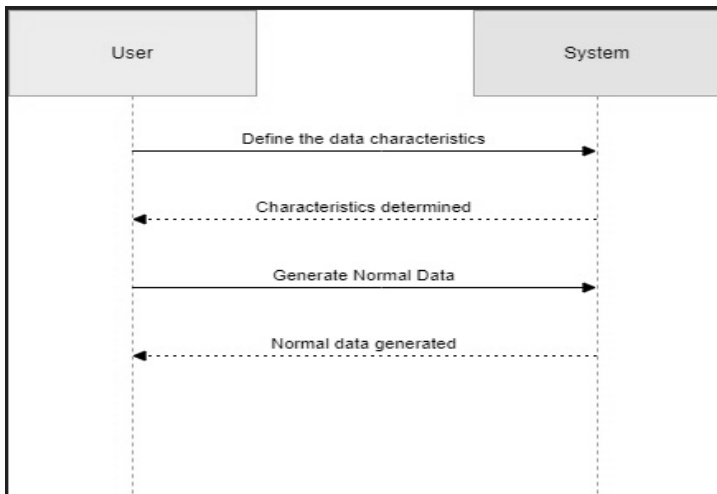 User
System
Define the data characteristics
Characteristics determined
Generate Normal Data
Normal data generated